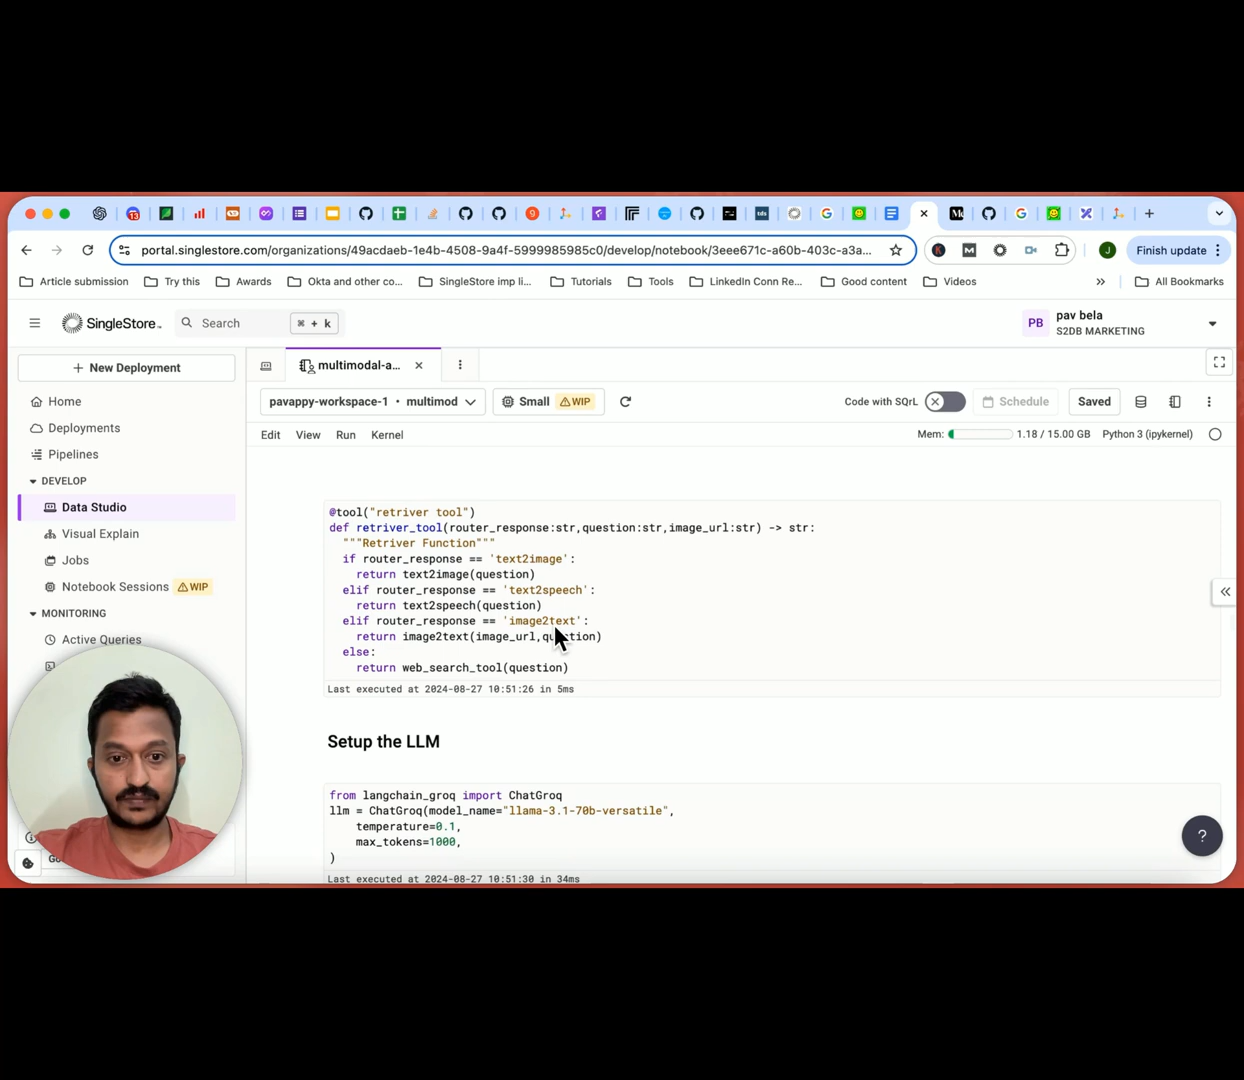 13
9
tds
M
portal.singlestore.com/organizations/49acdaeb-1e4b-4508-9a4f-5999985985c0/develop/notebook/3eee671c-a60b-403c-a3a...
K
M
J
Finish update
Article submission
Try this
Awards
Okta and other co...
SingleStore imp li...
Tutorials
Tools
LinkedIn Conn Re...
Good content
Videos
»
All Bookmarks
SingleStore™
Search
⌘ + k
PB
pav bela
S2DB MARKETING
+ New Deployment
multimodal-a...
pavappy-workspace-1 • multimod
Small
WIP
Code with SQrL
Schedule
Saved
Edit
View
Run
Kernel
Mem:
1.18 / 15.00 GB
Python 3 (ipykernel)
Home
Deployments
Pipelines
DEVELOP
Data Studio
Visual Explain
Jobs
Notebook Sessions
WIP
MONITORING
Active Queries
@tool("retriver tool")
def retriver_tool(router_response:str,question:str,image_url:str) -> str:
"""Retriver Function"""
if router_response == 'text2image':
return text2image(question)
elif router_response == 'text2speech':
return text2speech(question)
elif router_response == 'image2text':
return image2text(image_url,question)
else:
return web_search_tool(question)
Last executed at 2024-08-27 10:51:26 in 5ms
Setup the LLM
from langchain_groq import ChatGroq
llm = ChatGroq(model_name="llama-3.1-70b-versatile",
temperature=0.1,
max_tokens=1000,
)
Last executed at 2024-08-27 10:51:30 in 34ms
?